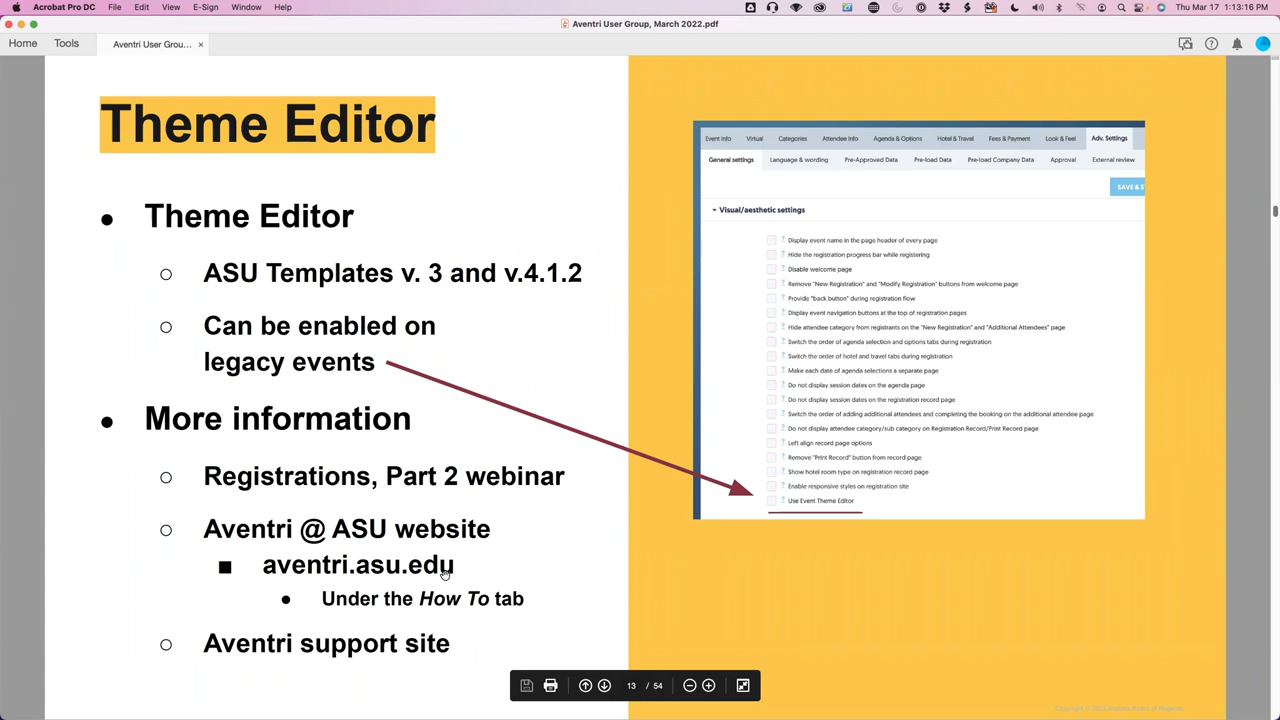 Acrobat Pro DC File Edit View E-Sign Window Help
Thu Mar 17 1:13:16 PM
Aventri User Group, March 2022.pdf
Home Tools Aventri User Grou... ×
Theme Editor
● Theme Editor
○ ASU Templates v. 3 and v.4.1.2
○ Can be enabled on
legacy events
● More information
○ Registrations, Part 2 webinar
○ Aventri @ ASU website
■ aventri.asu.edu
● Under the How To tab
○ Aventri support site
Event Info Virtual Categories Attendee Info Agenda & Options Hotel & Travel Fees & Payment Look & Feel Adv. Settings
General settings Language & wording Pre-Approved Data Pre-load Data Pre-load Company Data Approval External review
SAVE & S
Visual/aesthetic settings
? Display event name in the page header of every page
? Hide the registration progress bar while registering
? Disable welcome page
? Remove "New Registration" and "Modify Registration" buttons from welcome page
? Provide "back button" during registration flow
? Display event navigation buttons at the top of registration pages
? Hide attendee category from registrants on the "New Registration" and "Additional Attendees" page
? Switch the order of agenda selection and options tabs during registration
? Switch the order of hotel and travel tabs during registration
? Make each date of agenda selections a separate page
? Do not display session dates on the agenda page
? Do not display session dates on the registration record page
? Switch the order of adding additional attendees and completing the booking on the additional attendee page
? Do not display attendee category/sub category on Registration Record/Print Record page
? Left align record page options
? Remove "Print Record" button from record page
? Show hotel room type on registration record page
? Enable responsive styles on registration site
? Use Event Theme Editor
13 / 54